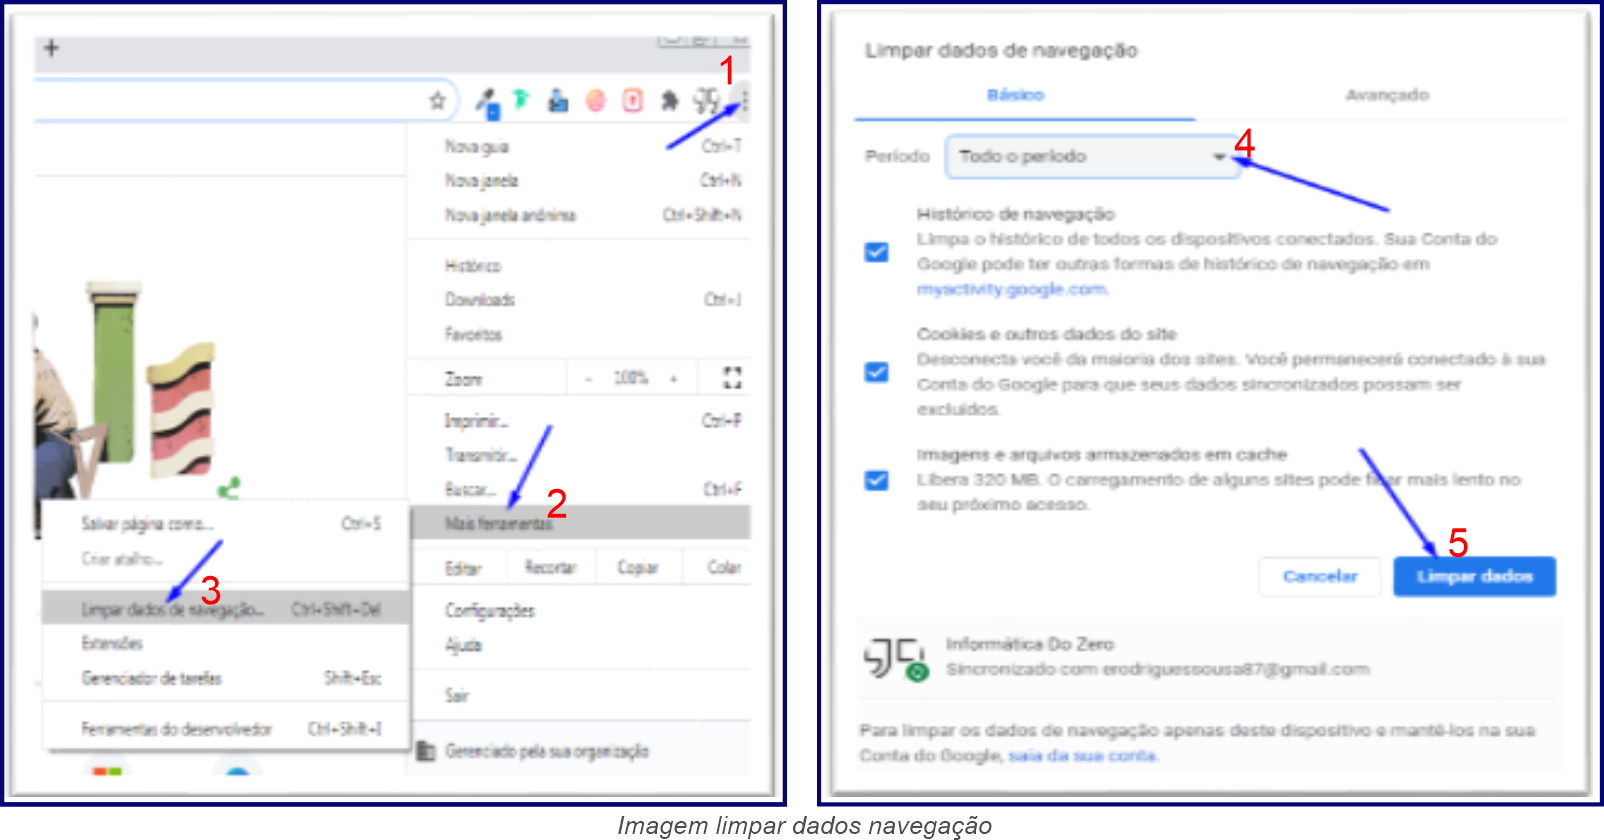 +
1
Nova guia Ctrl+T
Nova janela Ctrl+N
Nova janela anônima Ctrl+Shift+N
Histórico
Downloads Ctrl+J
Favoritos
Zoom - 100% +
Imprimir... Ctrl+P
Transmitir...
Buscar... Ctrl+F
Mais ferramentas 2
Editar Recortar Copiar Colar
Configurações
Ajuda
Sair
Gerenciado pela sua organização
Salvar página como... Ctrl+S
Criar atalho...
Limpar dados de navegação... Ctrl+Shift+Del
3
Extensões
Gerenciador de tarefas Shift+Esc
Ferramentas do desenvolvedor Ctrl+Shift+I
Limpar dados de navegação
Básico Avançado
Período Todo o período 4
Histórico de navegação
Limpa o histórico de todos os dispositivos conectados. Sua Conta do
Google pode ter outras formas de histórico de navegação em
myactivity.google.com.
Cookies e outros dados do site
Desconecta você da maioria dos sites. Você permanecerá conectado à sua
Conta do Google para que seus dados sincronizados possam ser
excluídos.
Imagens e arquivos armazenados em cache
Libera 320 MB. O carregamento de alguns sites pode ficar mais lento no
seu próximo acesso.
5
Cancelar Limpar dados
Informática Do Zero
Sincronizado com erodriguessousa87@gmail.com
Para limpar os dados de navegação apenas deste dispositivo e mantê-los na sua
Conta do Google, saia da sua conta.
Imagem limpar dados navegação